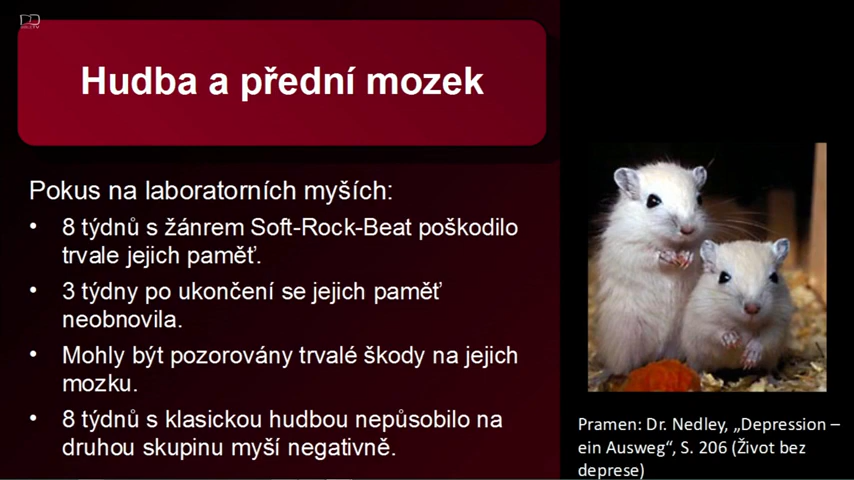 Hudba a přední mozek
Pokus na laboratorních myších:
• 8 týdnů s žánrem Soft-Rock-Beat poškodilo
trvale jejich paměť.
• 3 týdny po ukončení se jejich paměť
neobnovila.
• Mohly být pozorovány trvalé škody na jejich
mozku.
• 8 týdnů s klasickou hudbou nepůsobilo na
druhou skupinu myší negativně.
Pramen: Dr. Nedley, „Depression –
ein Ausweg“, S. 206 (Život bez
deprese)